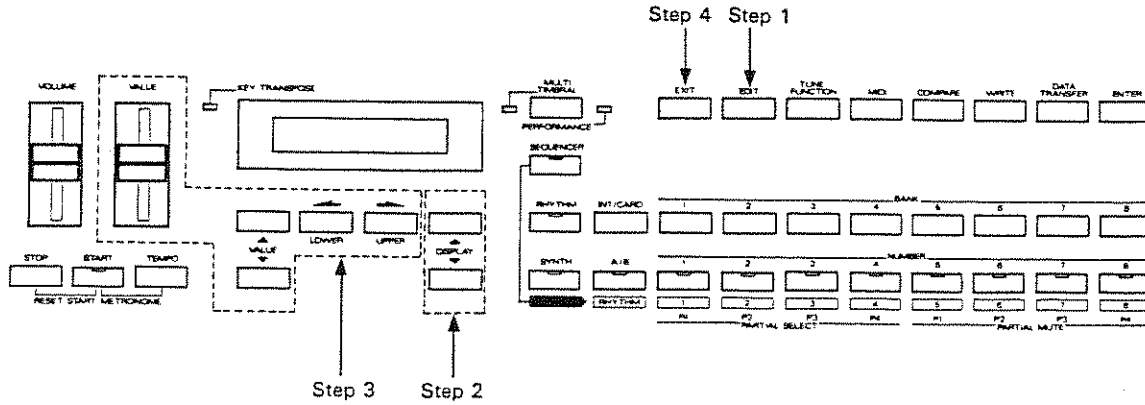 Step 4 Step 1
VOLUME VALUE KEY TRANSPOSE MULTI TIMBRAL EXIT EDIT TUNE FUNCTION MIDI COMPARE WRITE DATA TRANSFER ENTER
PERFORMANCE
SEQUENCER
BANK
RHYTHM INT/CARD 1 2 3 4 5 6 7 8
VALUE LOWER UPPER DISPLAY
NUMBER
STOP START TEMPO SYNTH A/B 1 2 3 4 5 6 7 8
RESET START METRONOME RHYTHM 1 2 3 4 5 6 7 8
P1 P2 P3 P4 P1 P2 P3 P4
PARTIAL SELECT PARTIAL MUTE
Step 3 Step 2